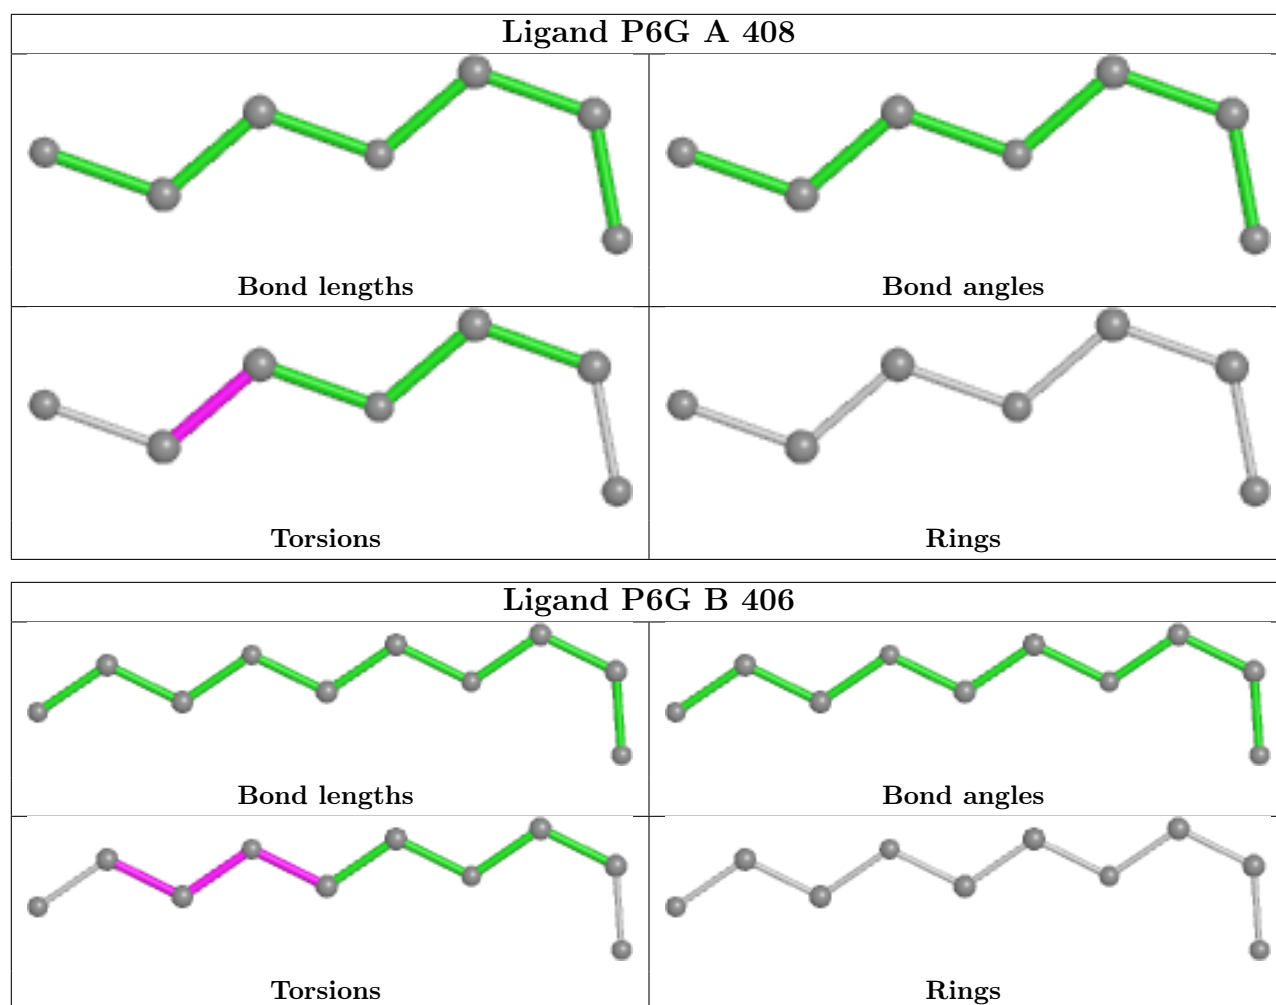 Ligand P6G A 408
Bond lengths
Bond angles
Torsions
Rings
Ligand P6G B 406
Bond lengths
Bond angles
Torsions
Rings